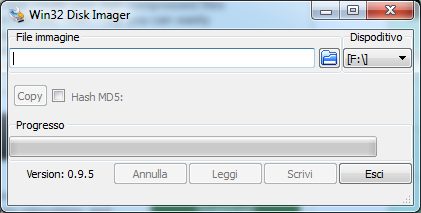 Win32 Disk Imager
File immagine
Dispositivo
[F:\]
Copy
Hash MD5:
Progresso
Version: 0.9.5
Annulla
Leggi
Scrivi
Esci